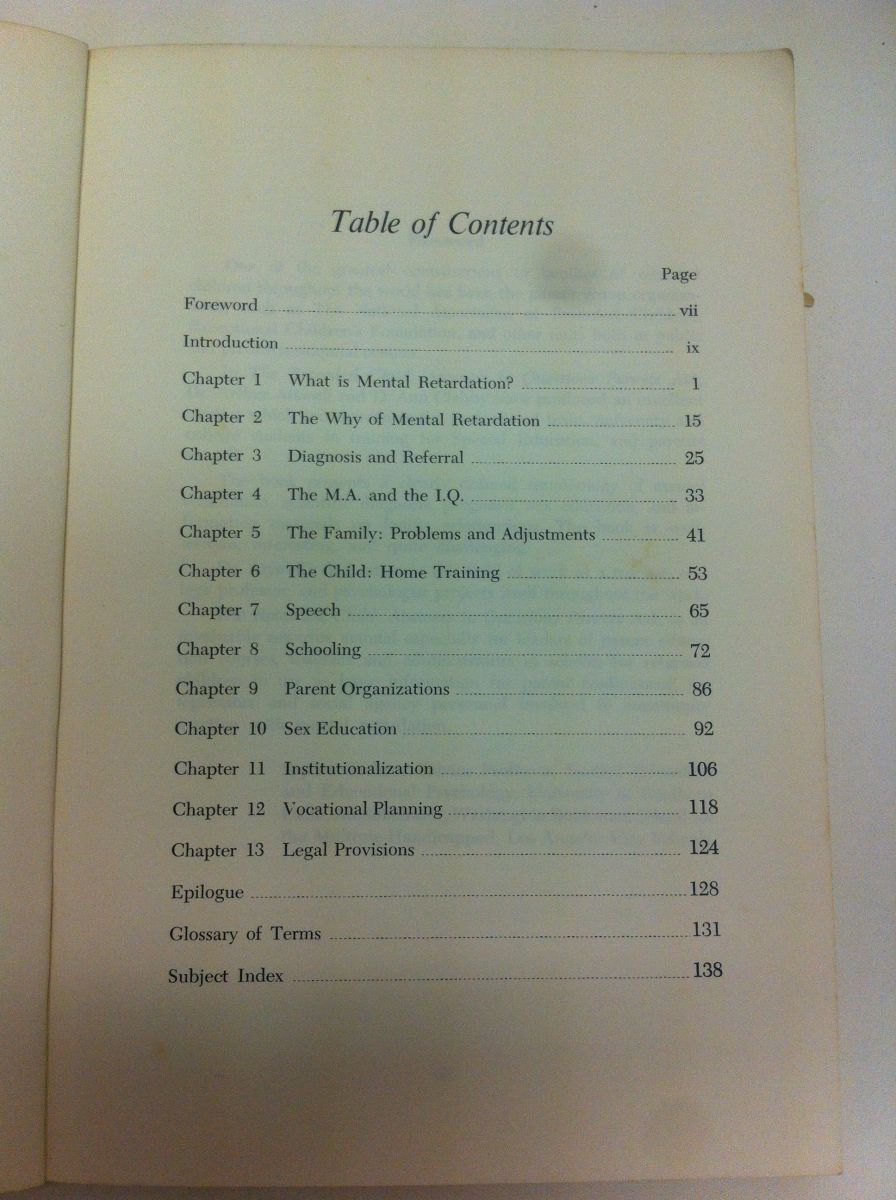 Table of Contents
Page
Foreword vii
Introduction ix
Chapter 1 What is Mental Retardation? 1
Chapter 2 The Why of Mental Retardation 15
Chapter 3 Diagnosis and Referral 25
Chapter 4 The M.A. and the I.Q. 33
Chapter 5 The Family: Problems and Adjustments 41
Chapter 6 The Child: Home Training 53
Chapter 7 Speech 65
Chapter 8 Schooling 72
Chapter 9 Parent Organizations 86
Chapter 10 Sex Education 92
Chapter 11 Institutionalization 106
Chapter 12 Vocational Planning 118
Chapter 13 Legal Provisions 124
Epilogue 128
Glossary of Terms 131
Subject Index 138